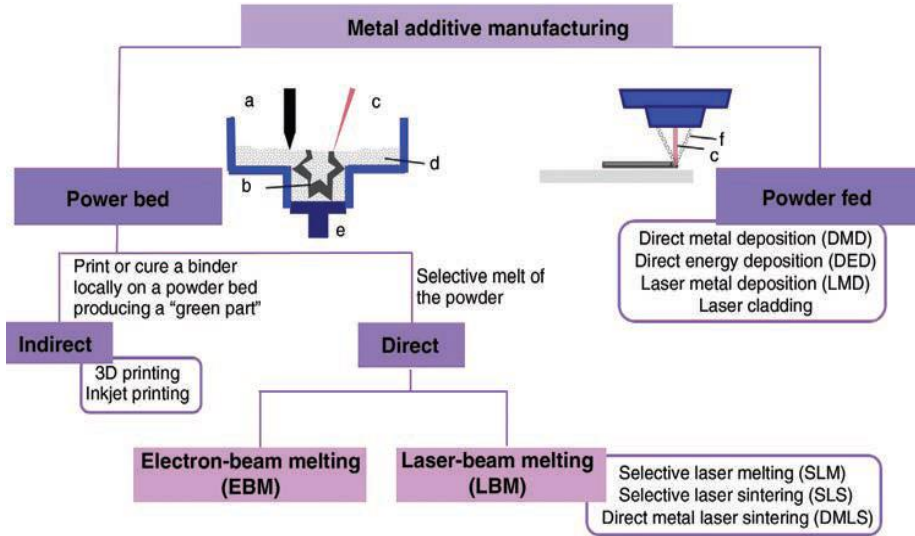 Metal additive manufacturing
a
c
d
b
e
f
c
Power bed
Powder fed
Direct metal deposition (DMD)
Direct energy deposition (DED)
Laser metal deposition (LMD)
Laser cladding
Print or cure a binder
locally on a powder bed
producing a “green part”
Selective melt of
the powder
Indirect
3D printing
Inkjet printing
Direct
Electron-beam melting
(EBM)
Laser-beam melting
(LBM)
Selective laser melting (SLM)
Selective laser sintering (SLS)
Direct metal laser sintering (DMLS)